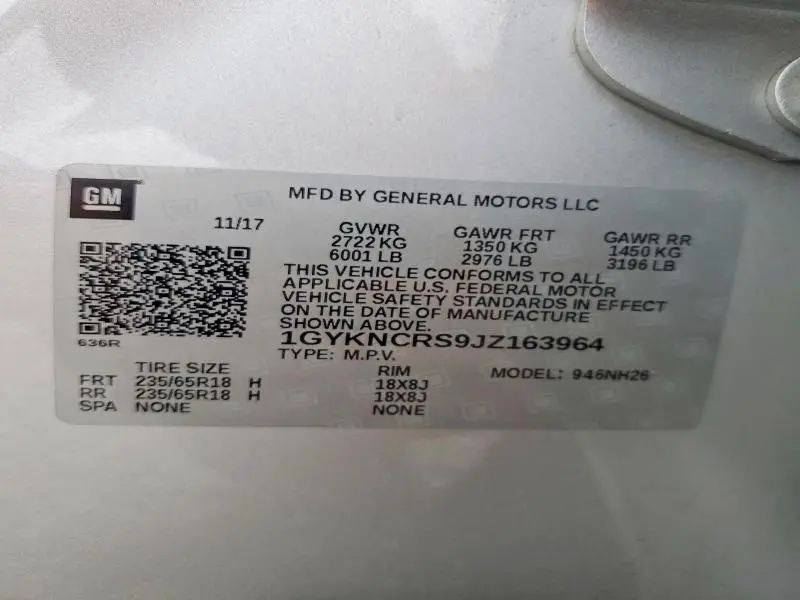 GM
MFD BY GENERAL MOTORS LLC
11/17
GVWR GAWR FRT GAWR RR
2722 KG 1350 KG 1450 KG
6001 LB 2976 LB 3196 LB
THIS VEHICLE CONFORMS TO ALL
APPLICABLE U.S. FEDERAL MOTOR
VEHICLE SAFETY STANDARDS IN EFFECT
ON THE DATE OF MANUFACTURE
SHOWN ABOVE.
636R
1GYKNCRS9JZ163964
TYPE: M.P.V.
TIRE SIZE RIM MODEL: 946NH26
FRT 235/65R18 H 18X8J
RR 235/65R18 H 18X8J
SPA NONE NONE